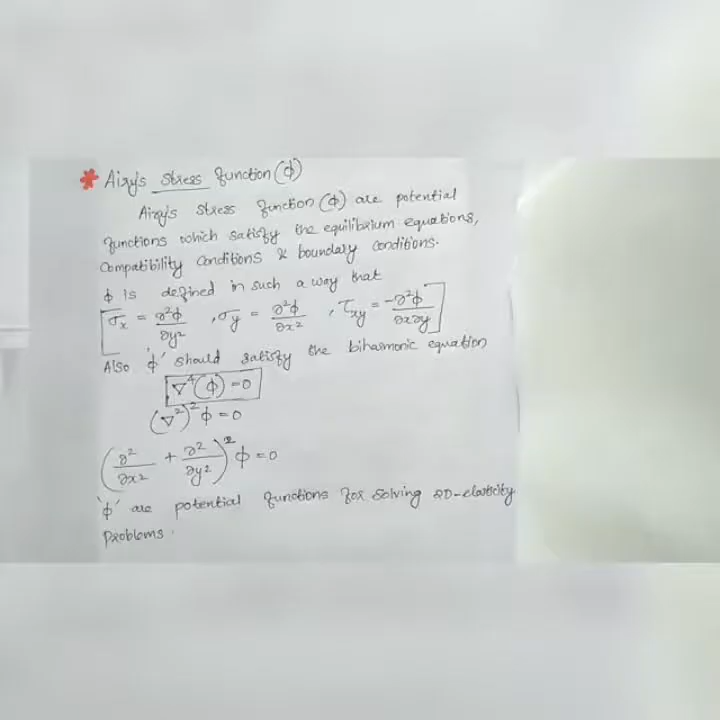 * Airy's stress function (ϕ)
Airy's stress function (ϕ) are potential
functions which satisfy the equilibrium equations,
Compatibility Conditions & boundary conditions.
ϕ is defined in such a way that
[σx = ∂²ϕ/∂y² , σy = ∂²ϕ/∂x² , τxy = -∂²ϕ/∂x∂y]
Also 'ϕ' should satisfy the biharmonic equation
∇⁴(ϕ) = 0
(∇²)² ϕ = 0
(∂²/∂x² + ∂²/∂y²)² ϕ = 0
'ϕ' are potential functions for solving 2D-elasticity
problems.